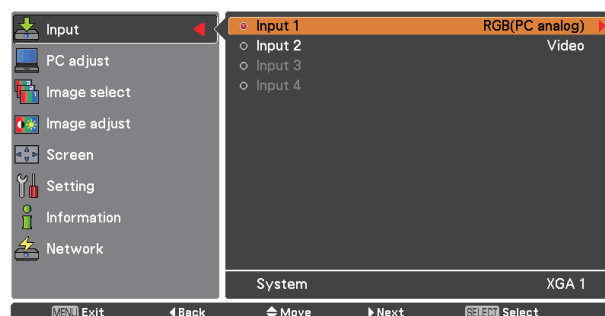 Input
PC adjust
Image select
Image adjust
Screen
Setting
Information
Network
Input 1 RGB(PC analog)
Input 2 Video
Input 3
Input 4
System XGA 1
MENU Exit Back Move Next SELECT Select